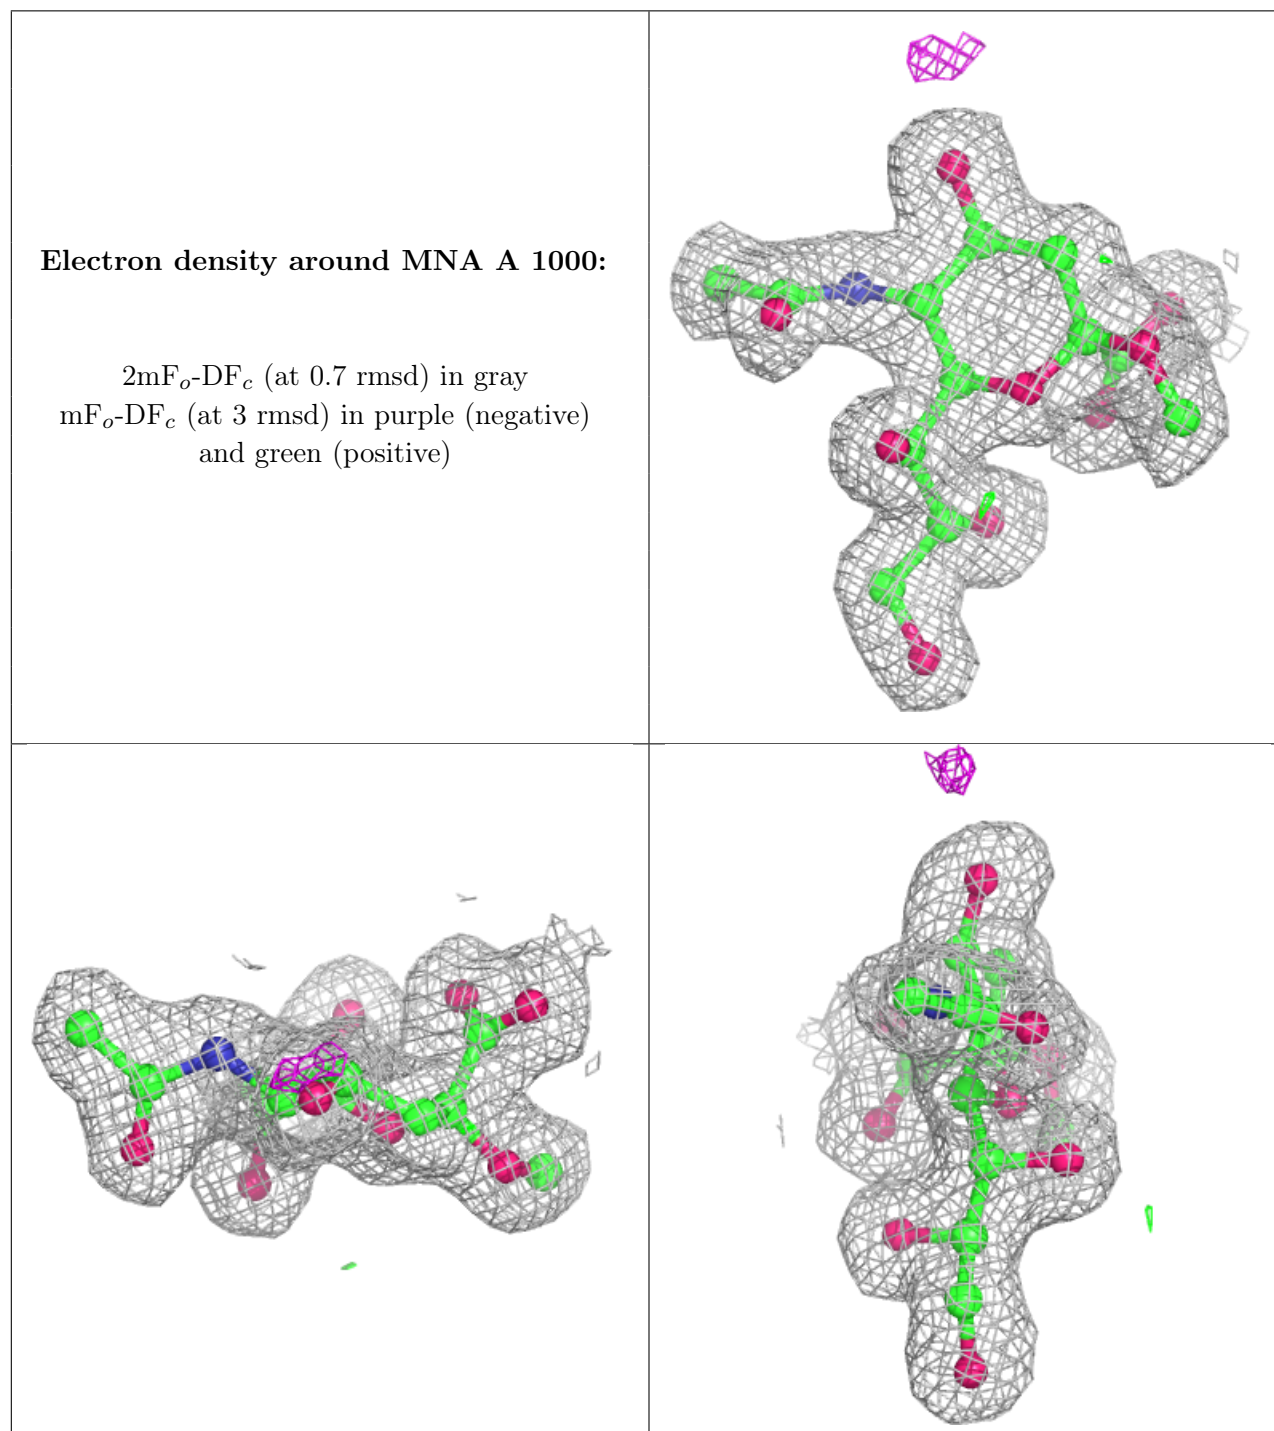 Electron density around MNA A 1000:
2mFₒ-DF𝒸 (at 0.7 rmsd) in gray
mFₒ-DF𝒸 (at 3 rmsd) in purple (negative)
and green (positive)